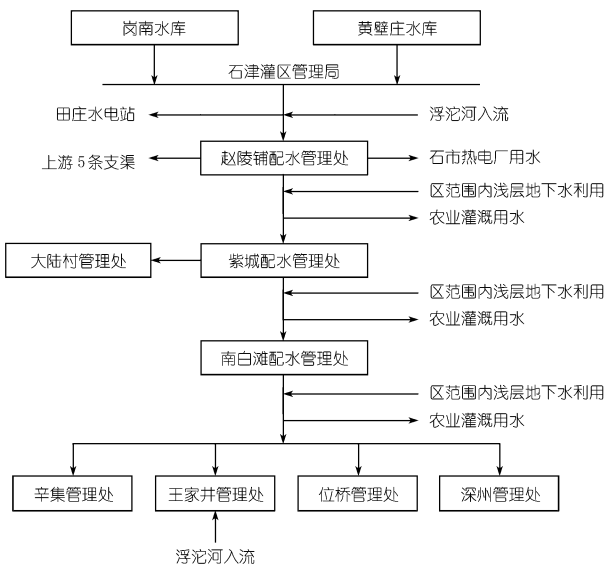 岗南水库
黄壁庄水库
石津灌区管理局
田庄水电站
浮沱河入流
赵陵铺配水管理处
上游5条支渠
石市热电厂用水
区范围内浅层地下水利用
农业灌溉用水
大陆村管理处
紫城配水管理处
区范围内浅层地下水利用
农业灌溉用水
南白滩配水管理处
区范围内浅层地下水利用
农业灌溉用水
辛集管理处
王家井管理处
位桥管理处
深州管理处
浮沱河入流